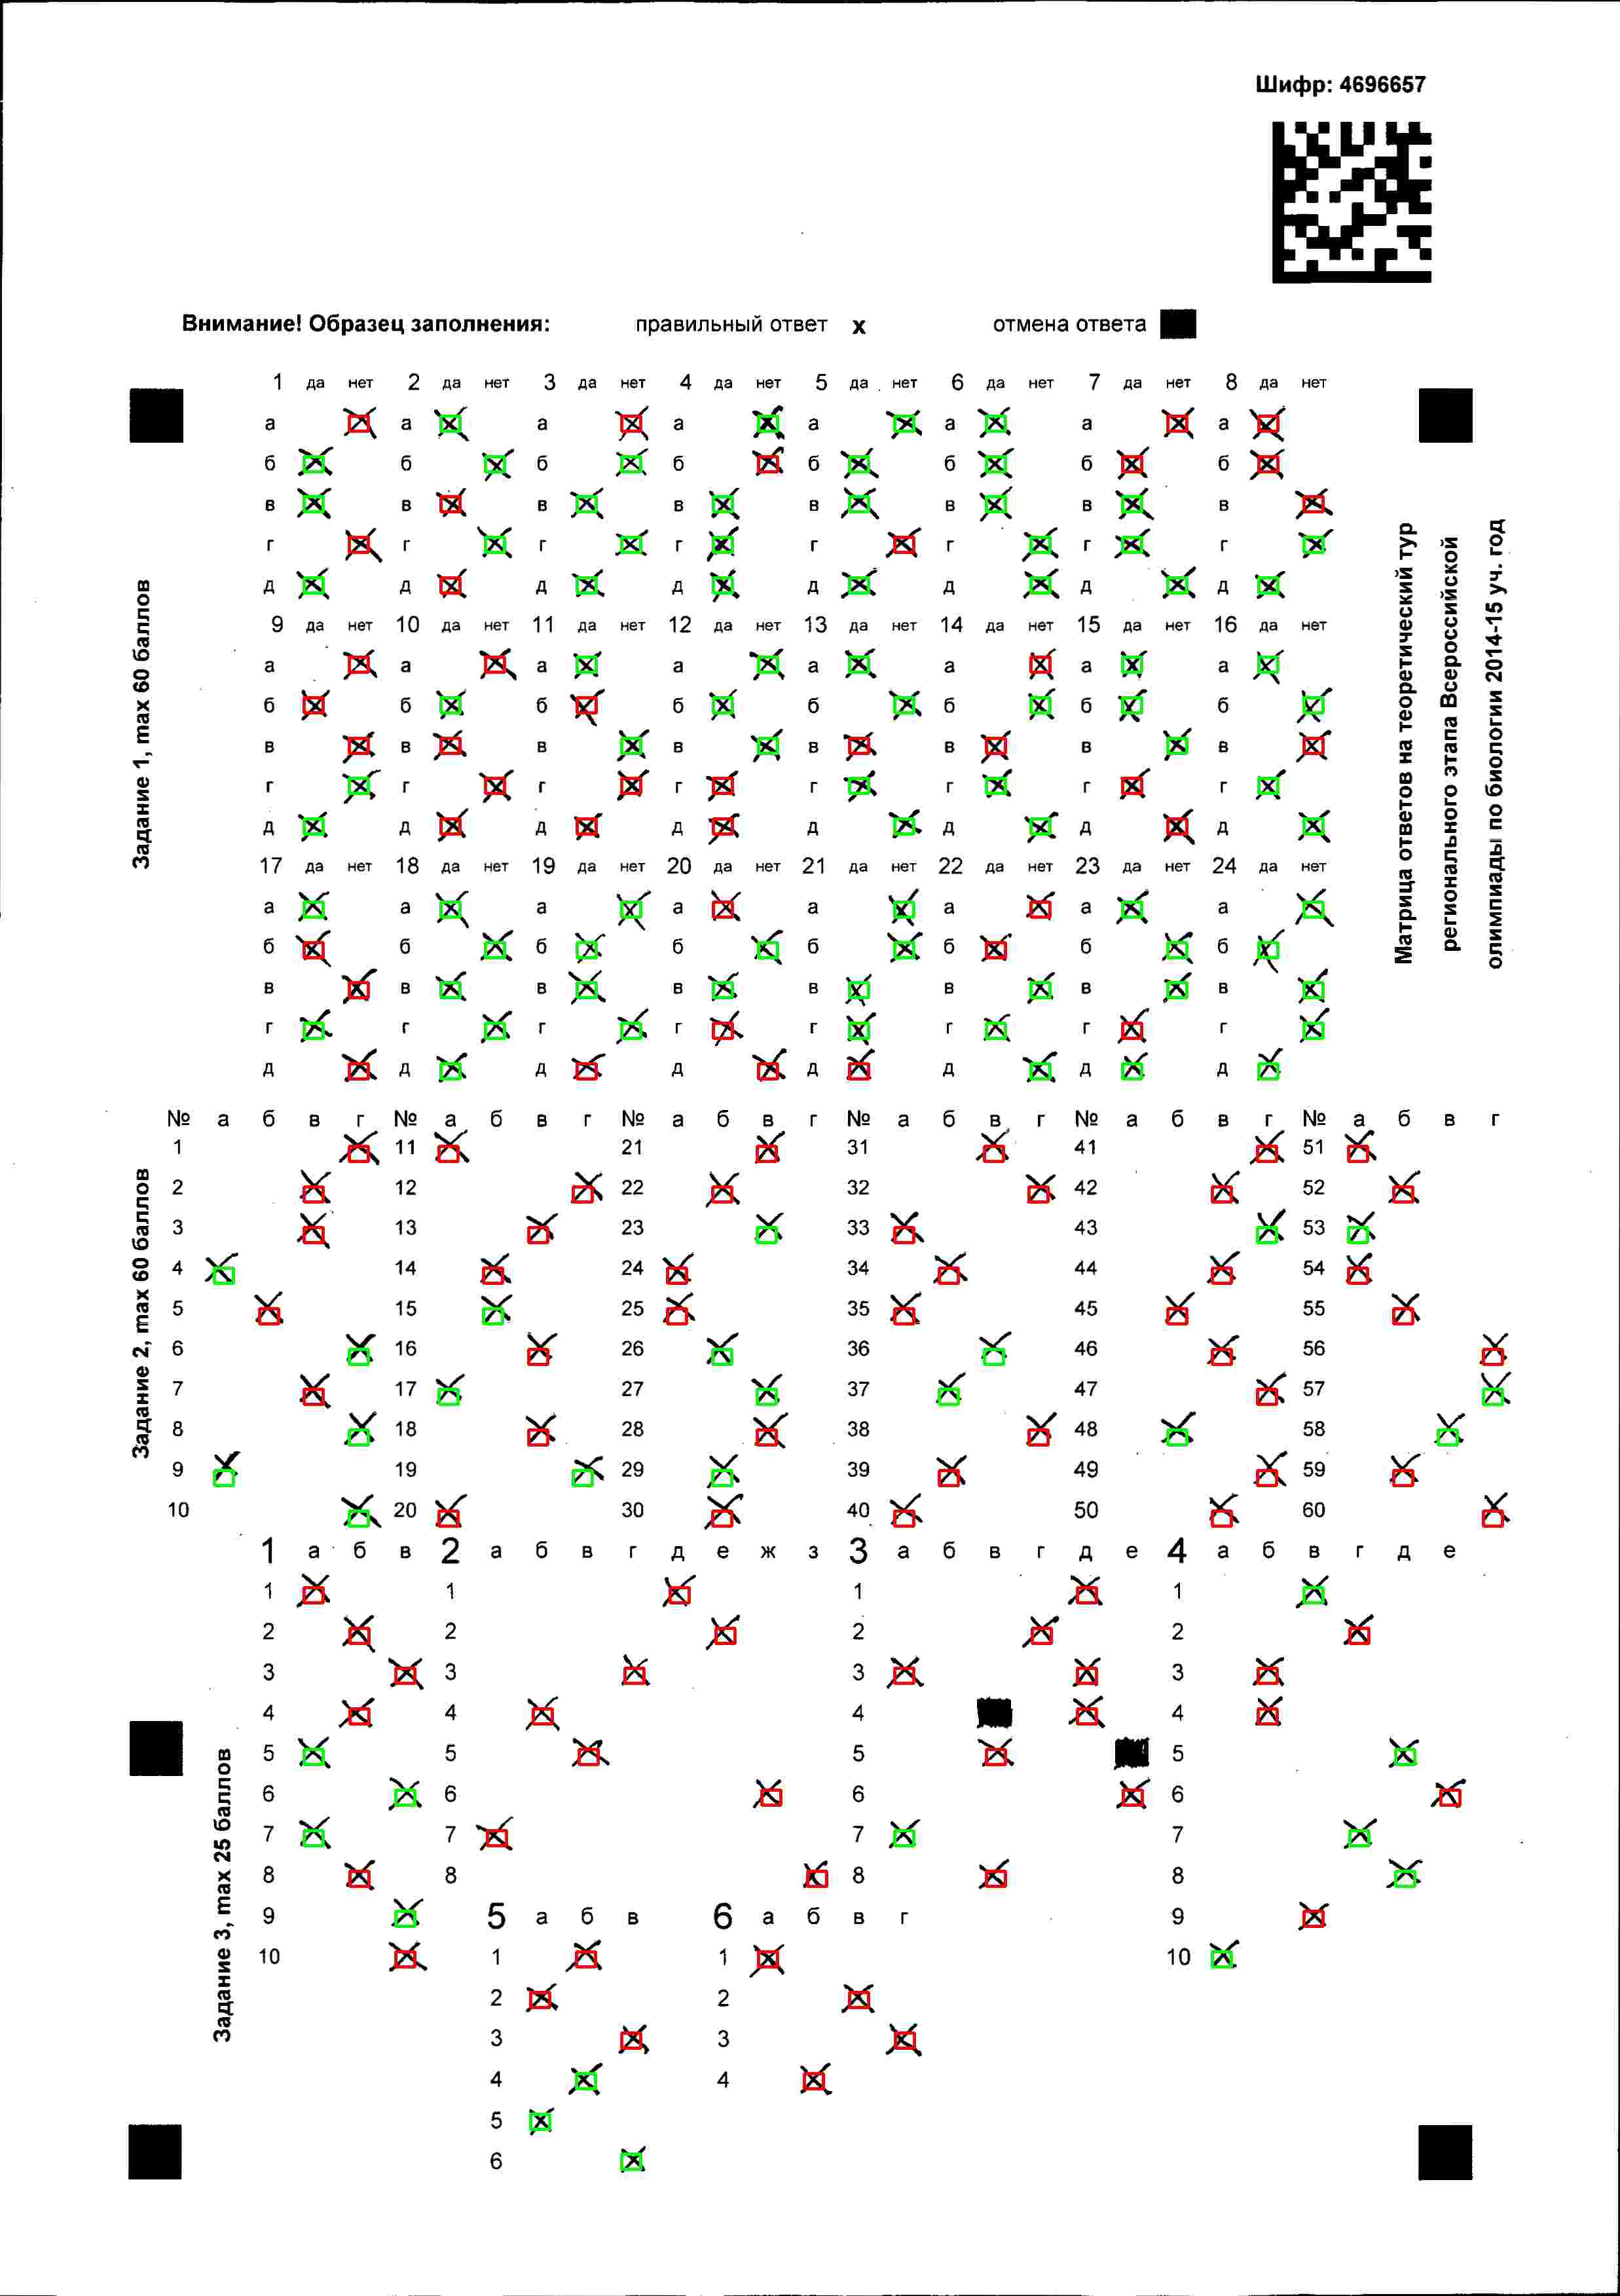 Шифр: 4696657
Внимание! Образец заполнения: правильный ответ x отмена ответа
Задание 1, max 60 баллов
1 да нет 2 да нет 3 да нет 4 да нет 5 да нет 6 да нет 7 да нет 8 да нет
а а а а а а а а
б б б б б б б б
в в в в в в в в
г г г г г г г г
д д д д д д д д
9 да нет 10 да нет 11 да нет 12 да нет 13 да нет 14 да нет 15 да нет 16 да нет
а а а а а а а а
б б б б б б б б
в в в в в в в в
г г г г г г г г
д д д д д д д д
17 да нет 18 да нет 19 да нет 20 да нет 21 да нет 22 да нет 23 да нет 24 да нет
а а а а а а а а
б б б б б б б б
в в в в в в в в
г г г г г г г г
д д д д д д д д
Матрица ответов на теоретический тур
регионального этапа Всероссийской
олимпиады по биологии 2014-15 уч. год
Задание 2, max 60 баллов
№ а б в г № а б в г № а б в г № а б в г № а б в г № а б в г
1 11 21 31 41 51
2 12 22 32 42 52
3 13 23 33 43 53
4 14 24 34 44 54
5 15 25 35 45 55
6 16 26 36 46 56
7 17 27 37 47 57
8 18 28 38 48 58
9 19 29 39 49 59
10 20 30 40 50 60
Задание 3, max 25 баллов
1 а б в 2 а б в г д е ж з 3 а б в г д е 4 а б в г д е
1 1 1 1
2 2 2 2
3 3 3 3
4 4 4 4
5 5 5 5
6 6 6 6
7 7 7 7
8 8 8 8
9 5 а б в 6 а б в г 9
10 1 1 10
2 2
3 3
4 4
5
6